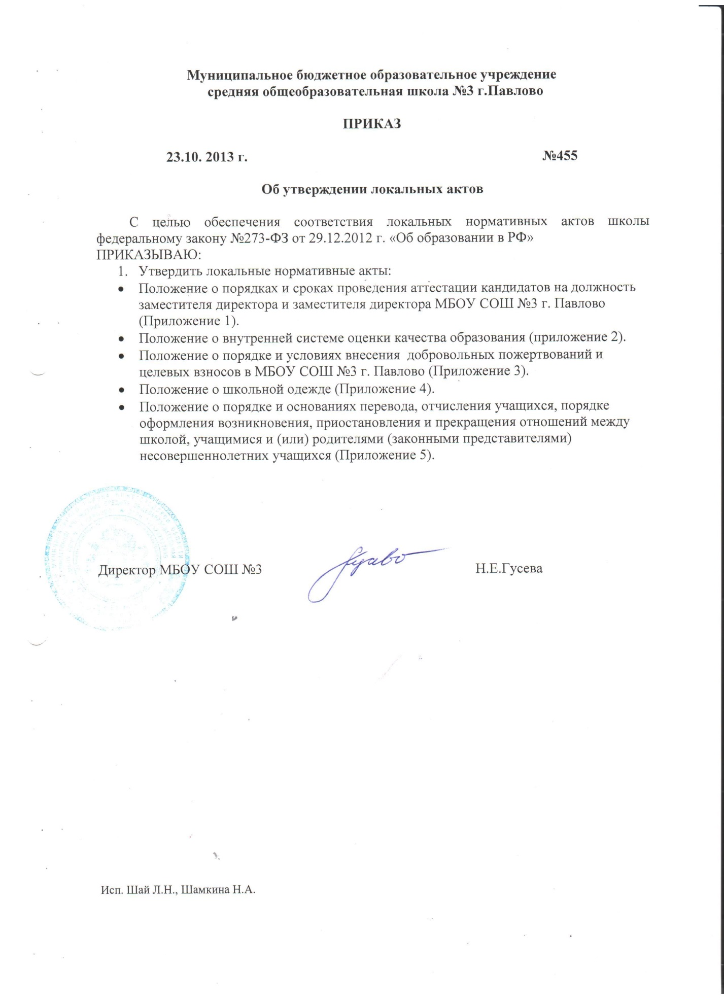 Муниципальное бюджетное образовательное учреждение
средняя общеобразовательная школа №3 г.Павлово
ПРИКАЗ
23.10. 2013 г. №455
Об утверждении локальных актов
С целью обеспечения соответствия локальных нормативных актов школы
федеральному закону №273-ФЗ от 29.12.2012 г. «Об образовании в РФ»
ПРИКАЗЫВАЮ:
1. Утвердить локальные нормативные акты:
• Положение о порядках и сроках проведения аттестации кандидатов на должность
заместителя директора и заместителя директора МБОУ СОШ №3 г. Павлово
(Приложение 1).
• Положение о внутренней системе оценки качества образования (приложение 2).
• Положение о порядке и условиях внесения добровольных пожертвований и
целевых взносов в МБОУ СОШ №3 г. Павлово (Приложение 3).
• Положение о школьной одежде (Приложение 4).
• Положение о порядке и основаниях перевода, отчисления учащихся, порядке
оформления возникновения, приостановления и прекращения отношений между
школой, учащимися и (или) родителями (законными представителями)
несовершеннолетних учащихся (Приложение 5).
Директор МБОУ СОШ №3 Н.Е.Гусева
Исп. Шай Л.Н., Шамкина Н.А.